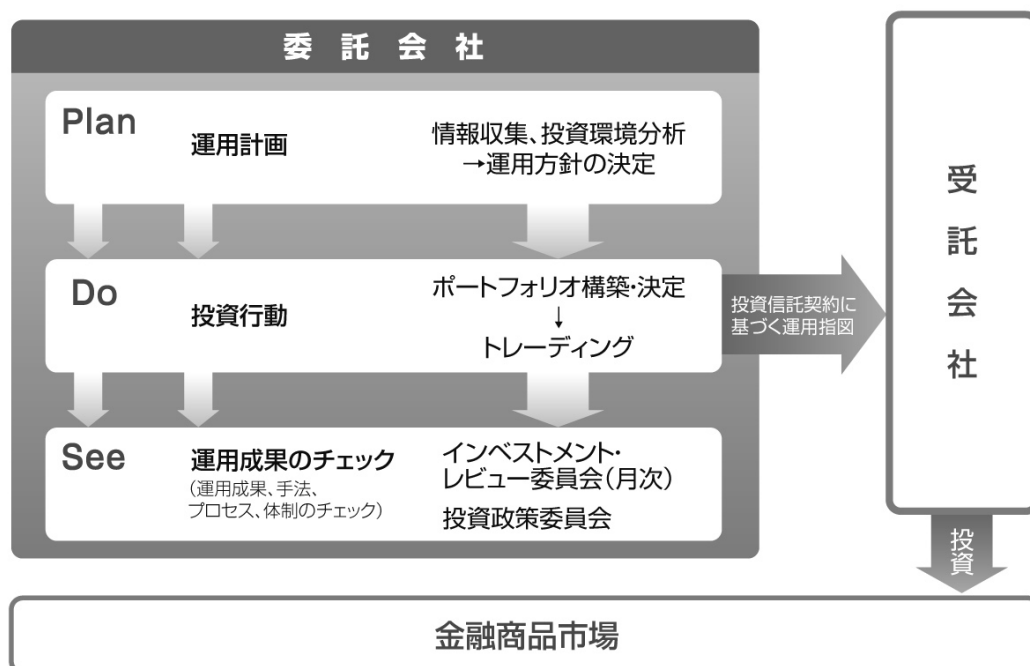 委託会社
Plan
運用計画
情報収集、投資環境分析
→運用方針の決定
Do
投資行動
ポートフォリオ構築・決定
↓
トレーディング
投資信託契約に
基づく運用指図
See
運用成果のチェック
(運用成果、手法、
プロセス、体制のチェック)
インベストメント・
レビュー委員会(月次)
投資政策委員会
受託会社
投資
金融商品市場